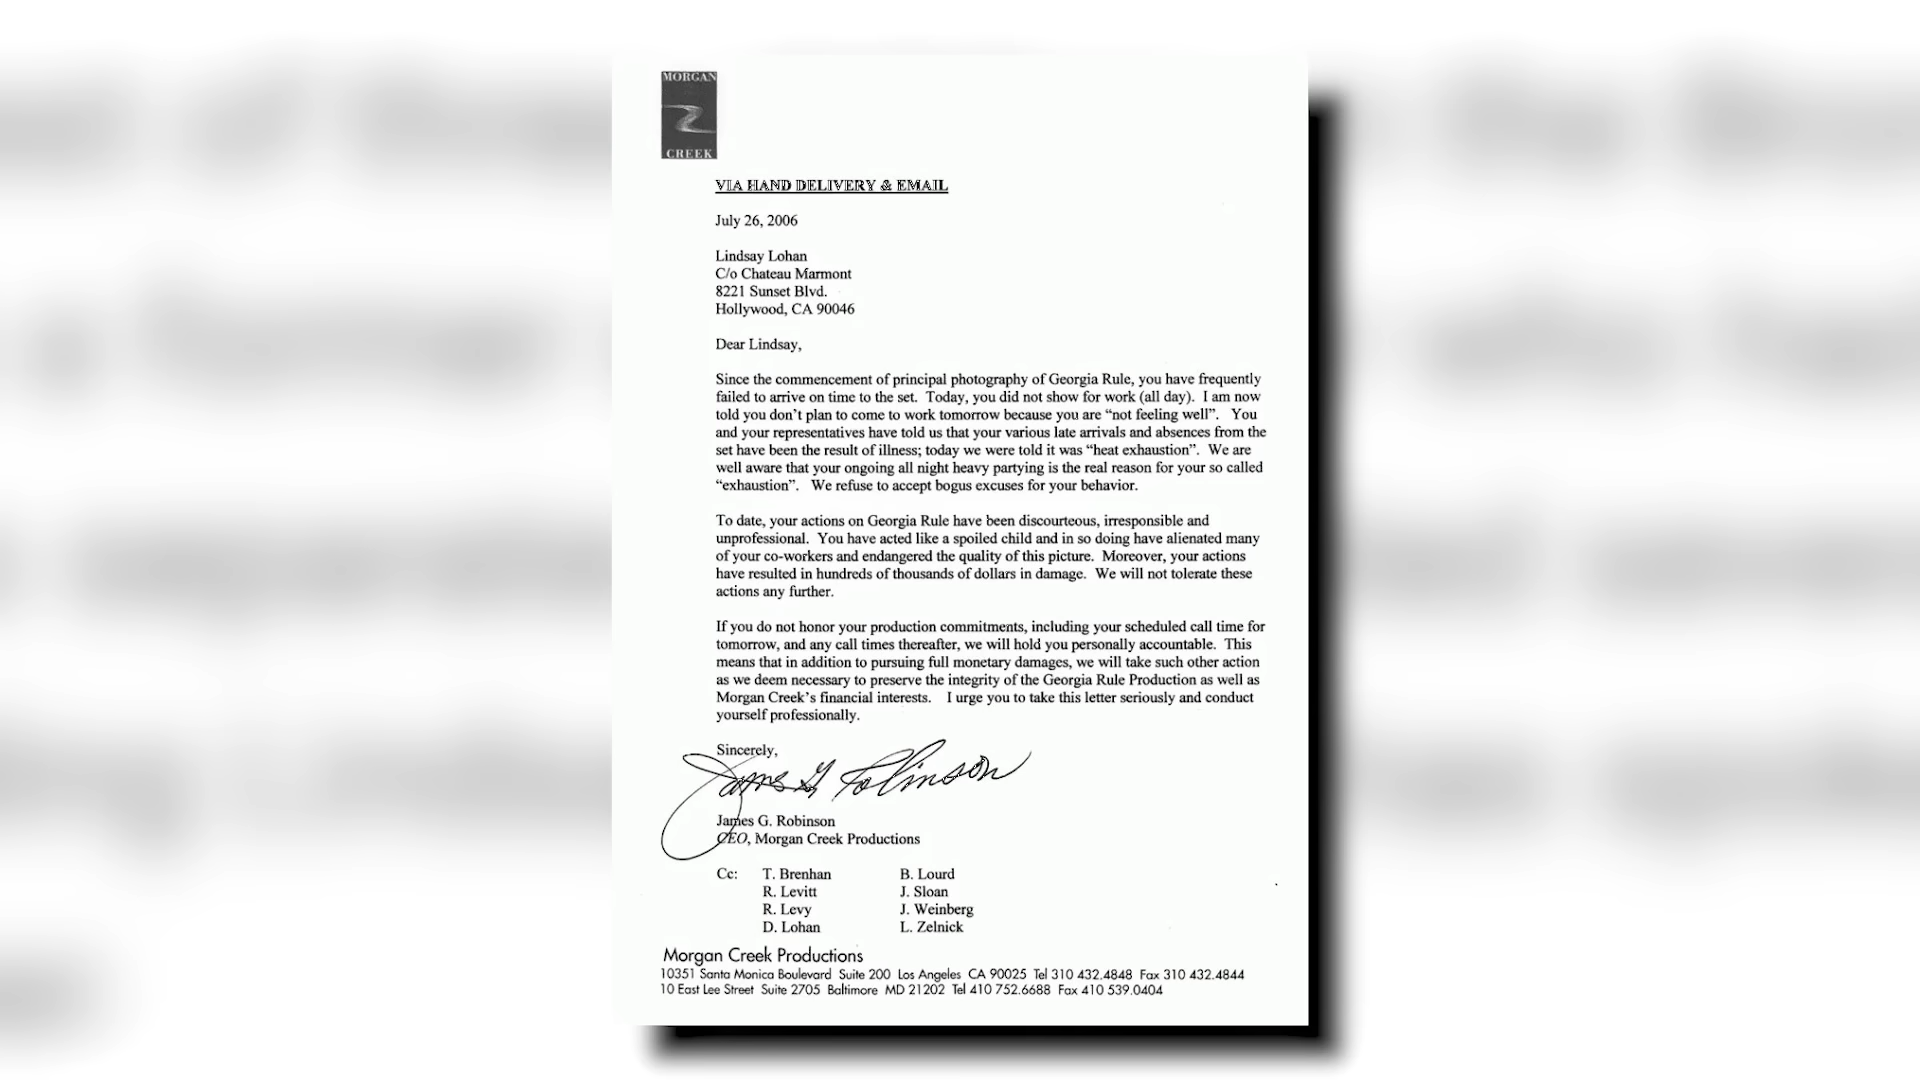 MORGAN
CREEK
VIA HAND DELIVERY & EMAIL
July 26, 2006
Lindsay Lohan
C/o Chateau Marmont
8221 Sunset Blvd.
Hollywood, CA 90046
Dear Lindsay,
Since the commencement of principal photography of Georgia Rule, you have frequently
failed to arrive on time to the set.  Today, you did not show for work (all day).  I am now
told you don't plan to come to work tomorrow because you are “not feeling well”.   You
and your representatives have told us that your various late arrivals and absences from the
set have been the result of illness; today we were told it was “heat exhaustion”.  We are
well aware that your ongoing all night heavy partying is the real reason for your so called
“exhaustion”.   We refuse to accept bogus excuses for your behavior.
To date, your actions on Georgia Rule have been discourteous, irresponsible and
unprofessional.  You have acted like a spoiled child and in so doing have alienated many
of your co-workers and endangered the quality of this picture.  Moreover, your actions
have resulted in hundreds of thousands of dollars in damage.  We will not tolerate these
actions any further.
If you do not honor your production commitments, including your scheduled call time for
tomorrow, and any call times thereafter, we will hold you personally accountable.  This
means that in addition to pursuing full monetary damages, we will take such other action
as we deem necessary to preserve the integrity of the Georgia Rule Production as well as
Morgan Creek's financial interests.    I urge you to take this letter seriously and conduct
yourself professionally.
Sincerely,
James G Robinson
James G. Robinson
CEO, Morgan Creek Productions
Cc: T. Brenhan B. Lourd
R. Levitt J. Sloan
R. Levy J. Weinberg
D. Lohan L. Zelnick
Morgan Creek Productions
10351 Santa Monica Boulevard Suite 200 Los Angeles CA 90025 Tel 310 432.4848 Fax 310 432.4844
10 East Lee Street Suite 2705 Baltimore MD 21202 Tel 410 752.6688 Fax 410 539.0404